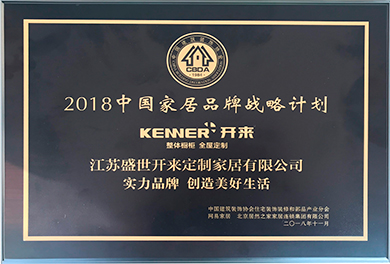 CBDA
1984
2018中国家居品牌战略计划
KENNER 开来
整体橱柜 全屋定制
江苏盛世开来定制家居有限公司
实力品牌 创造美好生活
中国建筑装饰协会住宅装饰装修和部品产业分会
网易家居 北京居然之家家居连锁集团有限公司
二〇一八年十一月